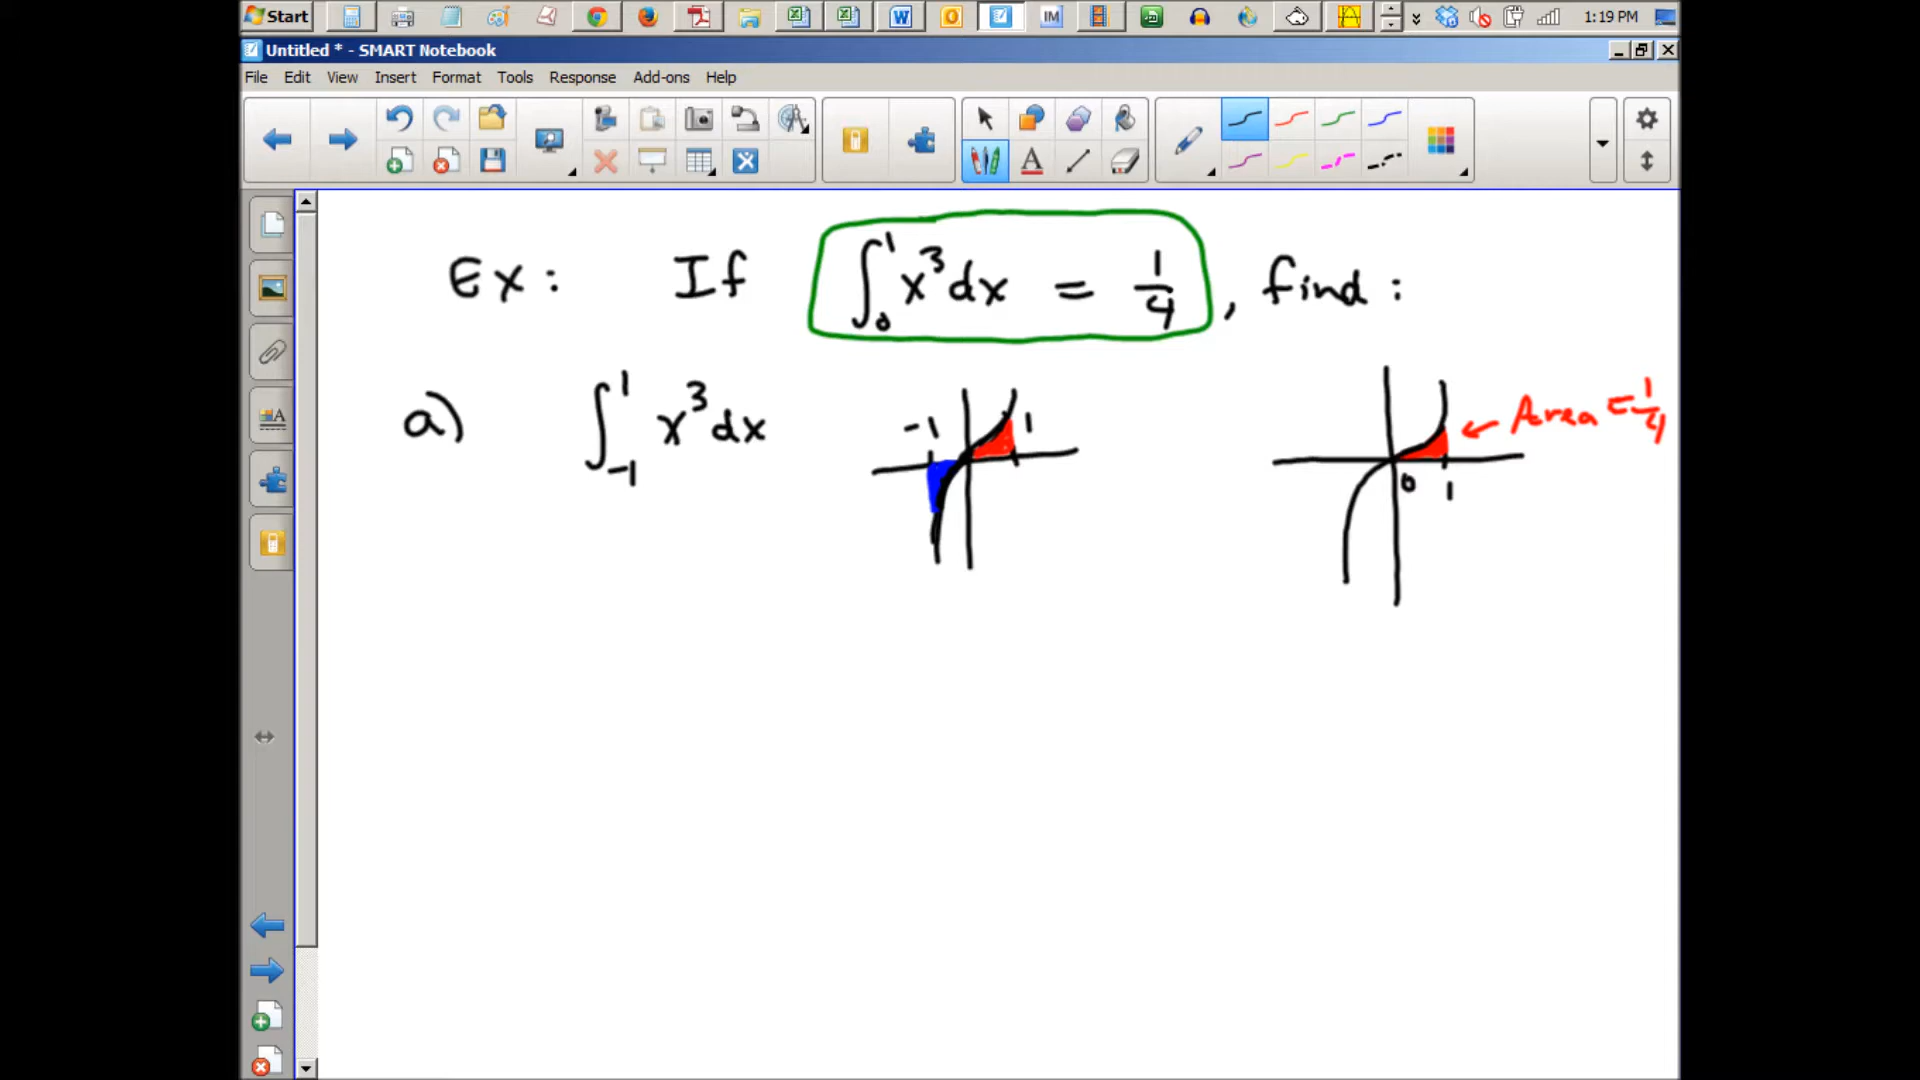 Start
1:19 PM
Untitled * - SMART Notebook
File Edit View Insert Format Tools Response Add-ons Help
Ex: If ∫₀¹ x³dx = 1/4, find:
a) ∫₋₁¹ x³dx
-1 1
0 1
← Area = 1/4